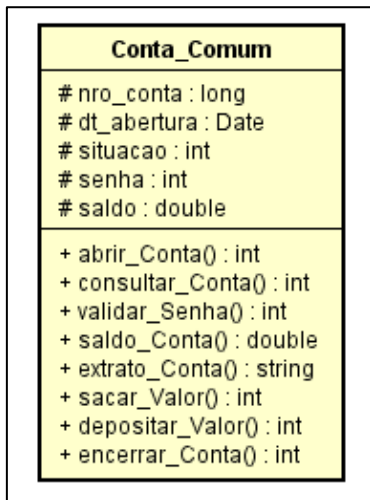 Conta_Comum
# nro_conta : long
# dt_abertura : Date
# situacao : int
# senha : int
# saldo : double
+ abrir_Conta() : int
+ consultar_Conta() : int
+ validar_Senha() : int
+ saldo_Conta() : double
+ extrato_Conta() : string
+ sacar_Valor() : int
+ depositar_Valor() : int
+ encerrar_Conta() : int